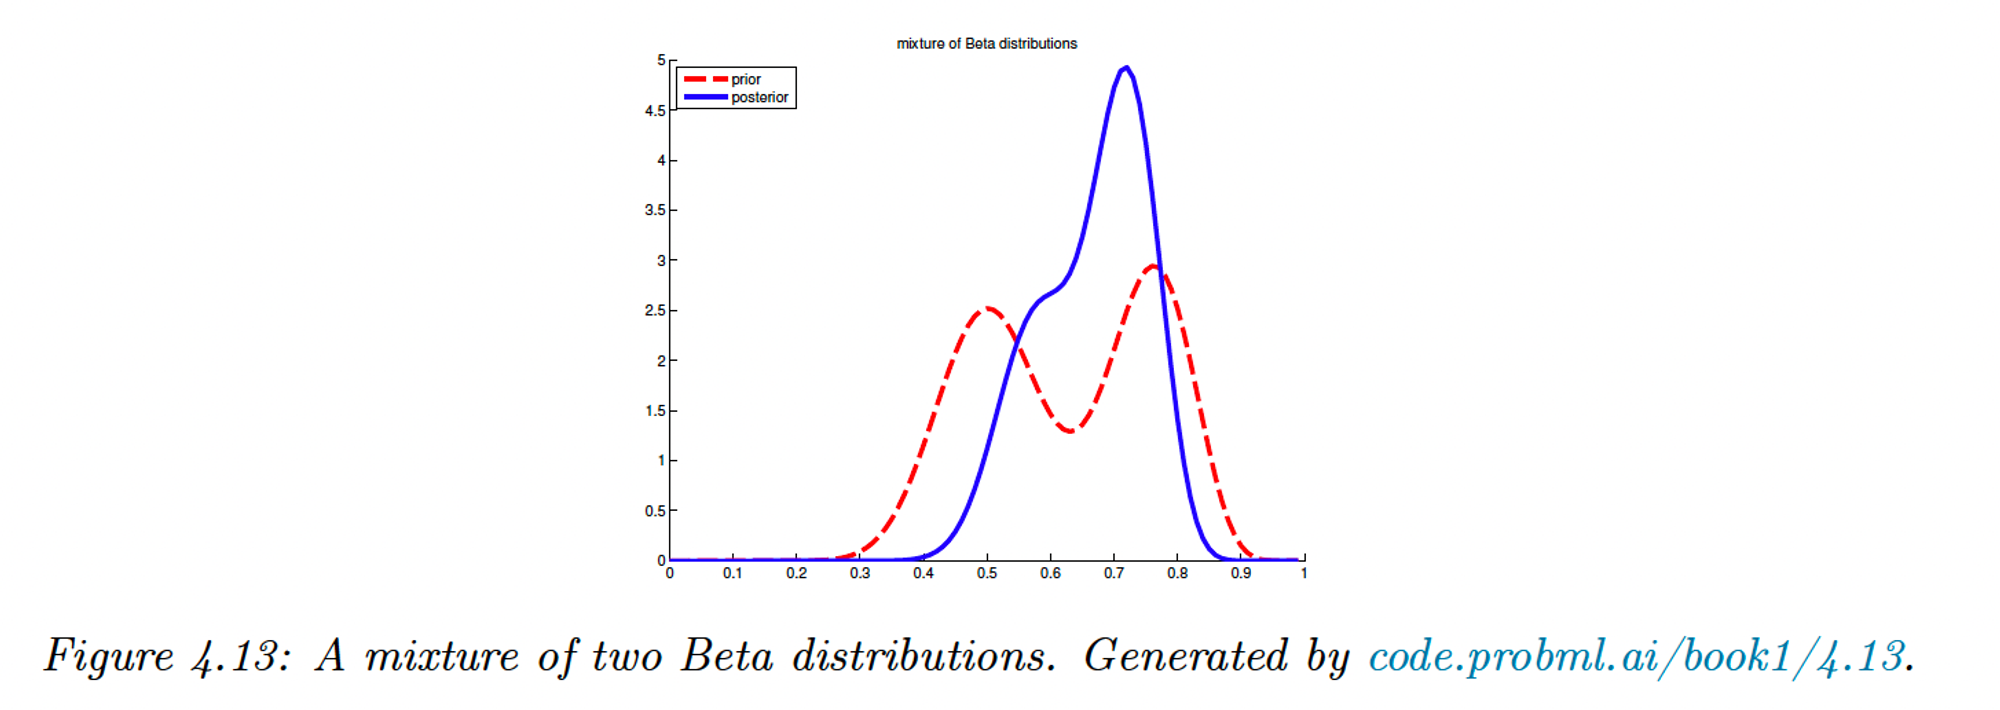 mixture of Beta distributions
prior
posterior
5
4.5
4
3.5
3
2.5
2
1.5
1
0.5
0
0 0.1 0.2 0.3 0.4 0.5 0.6 0.7 0.8 0.9 1
Figure 4.13: A mixture of two Beta distributions. Generated by code.probml.ai/book1/4.13.